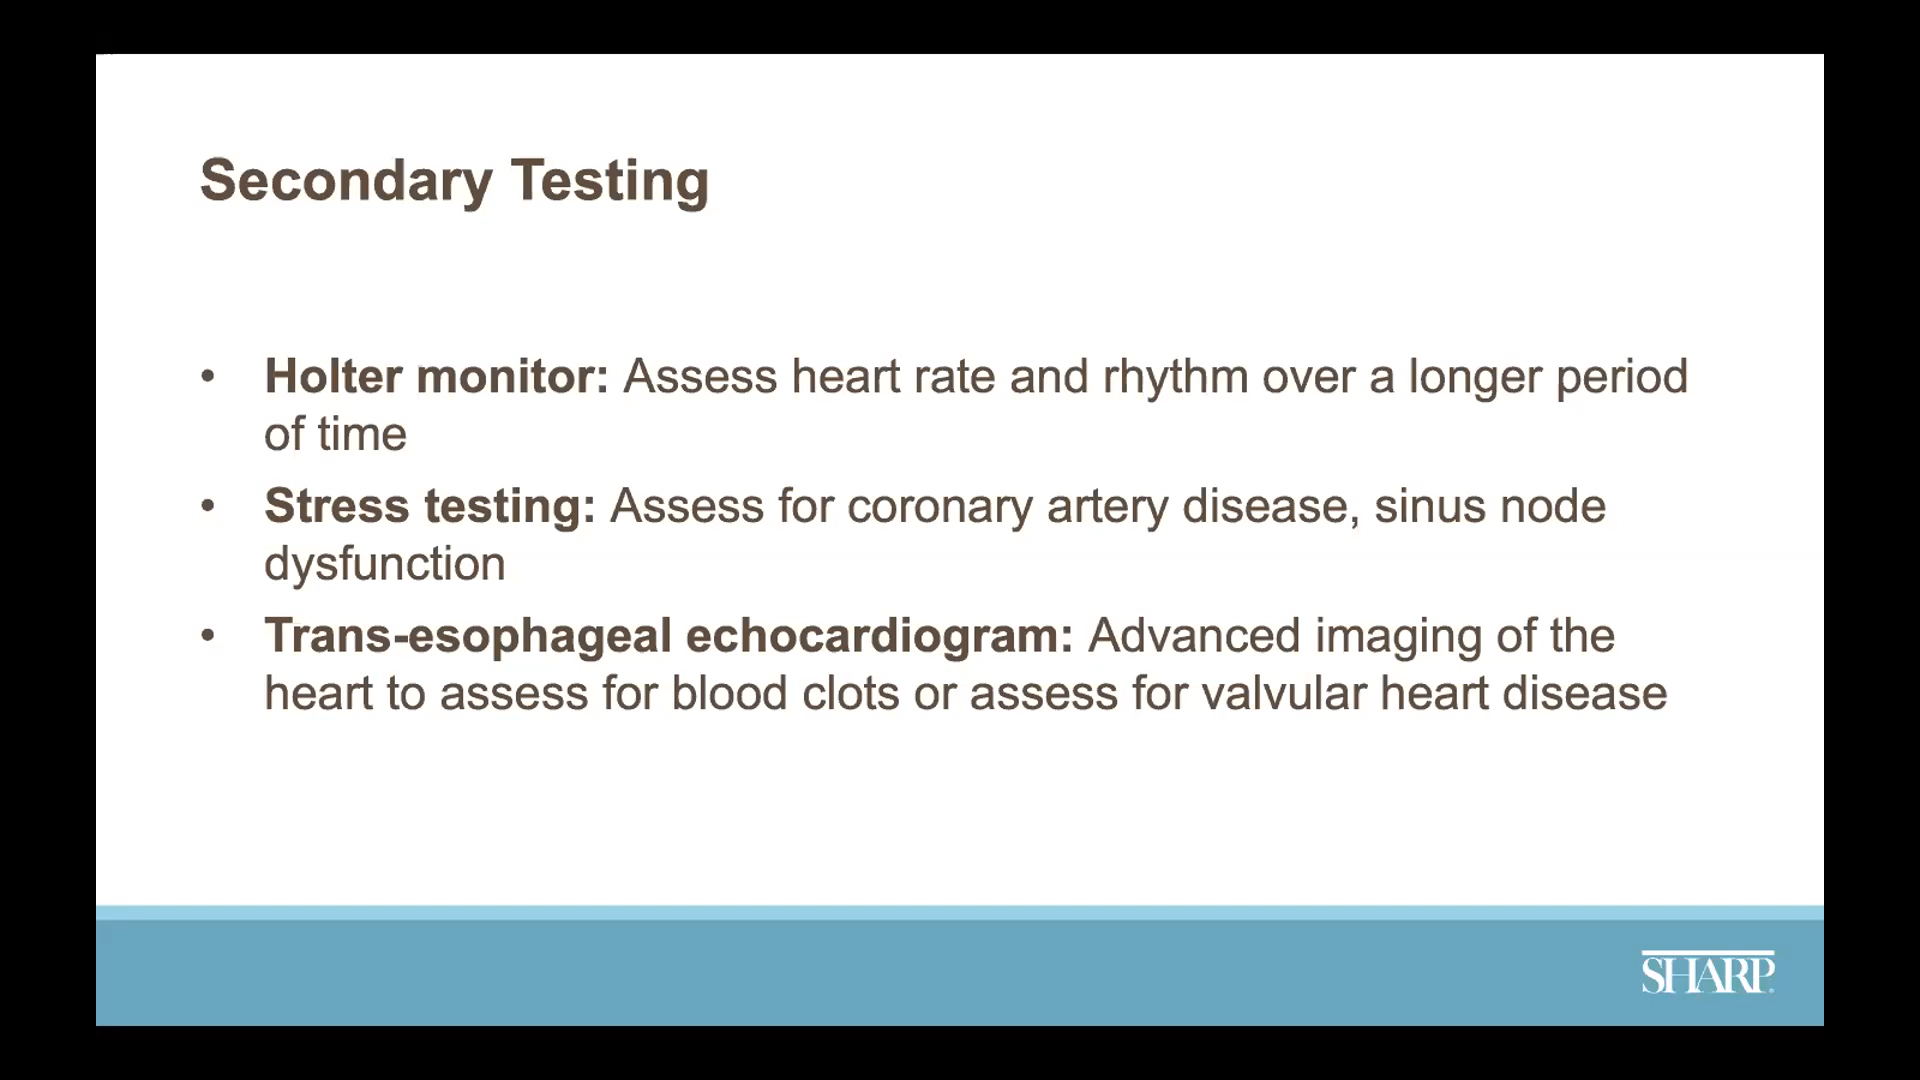 Secondary Testing
• Holter monitor: Assess heart rate and rhythm over a longer period
of time
• Stress testing: Assess for coronary artery disease, sinus node
dysfunction
• Trans-esophageal echocardiogram: Advanced imaging of the
heart to assess for blood clots or assess for valvular heart disease
SHARP